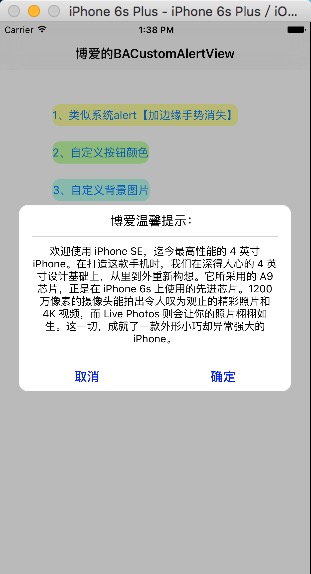 iPhone 6s Plus - iPhone 6s Plus / iO...
Carrier 1:38 PM
博爱的BACustomAlertView
1、类似系统alert【加边缘手势消失】
2、自定义按钮颜色
3、自定义背景图片
博爱温馨提示：
欢迎使用 iPhone SE，迄今最高性能的 4 英寸
iPhone。在打造这款手机时，我们在深得人心的 4 英
寸设计基础上，从里到外重新构想。它所采用的 A9
芯片，正是在 iPhone 6s 上使用的先进芯片。1200
万像素的摄像头能拍出令人叹为观止的精彩照片和
4K 视频，而 Live Photos 则会让你的照片栩栩如
生。这一切，成就了一款外形小巧却异常强大的
iPhone。
取消 确定